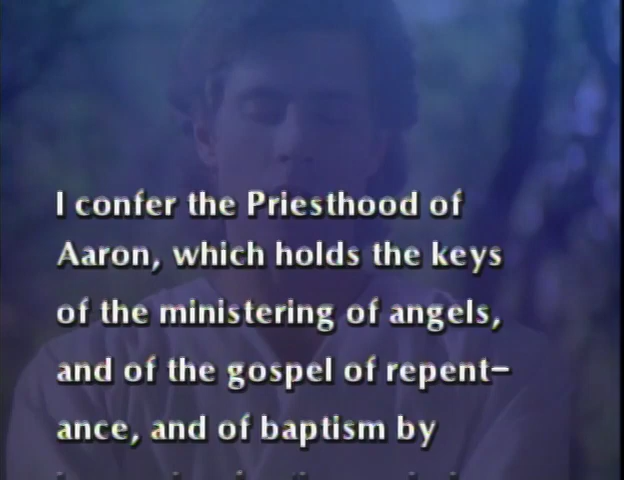 I confer the Priesthood of
Aaron, which holds the keys
of the ministering of angels,
and of the gospel of repent-
ance, and of baptism by